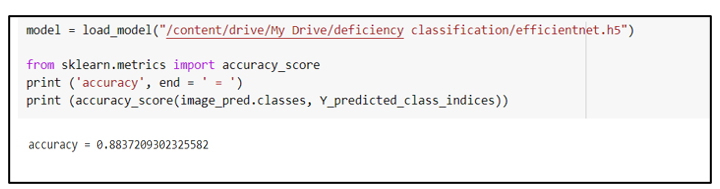 model = load_model("/content/drive/My Drive/deficiency classification/efficientnet.h5")
from sklearn.metrics import accuracy_score
print ('accuracy', end = ' = ')
print (accuracy_score(image_pred.classes, Y_predicted_class_indices))
accuracy = 0.8837209302325582